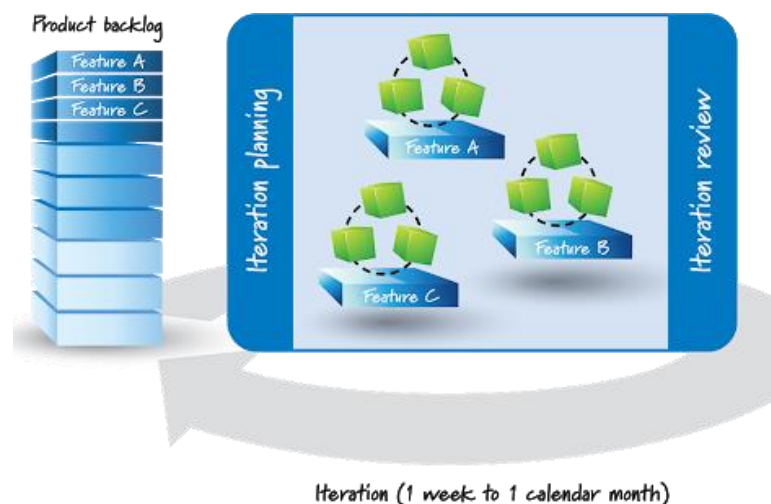 Product backlog
Feature A
Feature B
Feature C
Iteration planning
Feature A
Feature B
Feature C
Iteration review
Iteration (1 week to 1 calendar month)